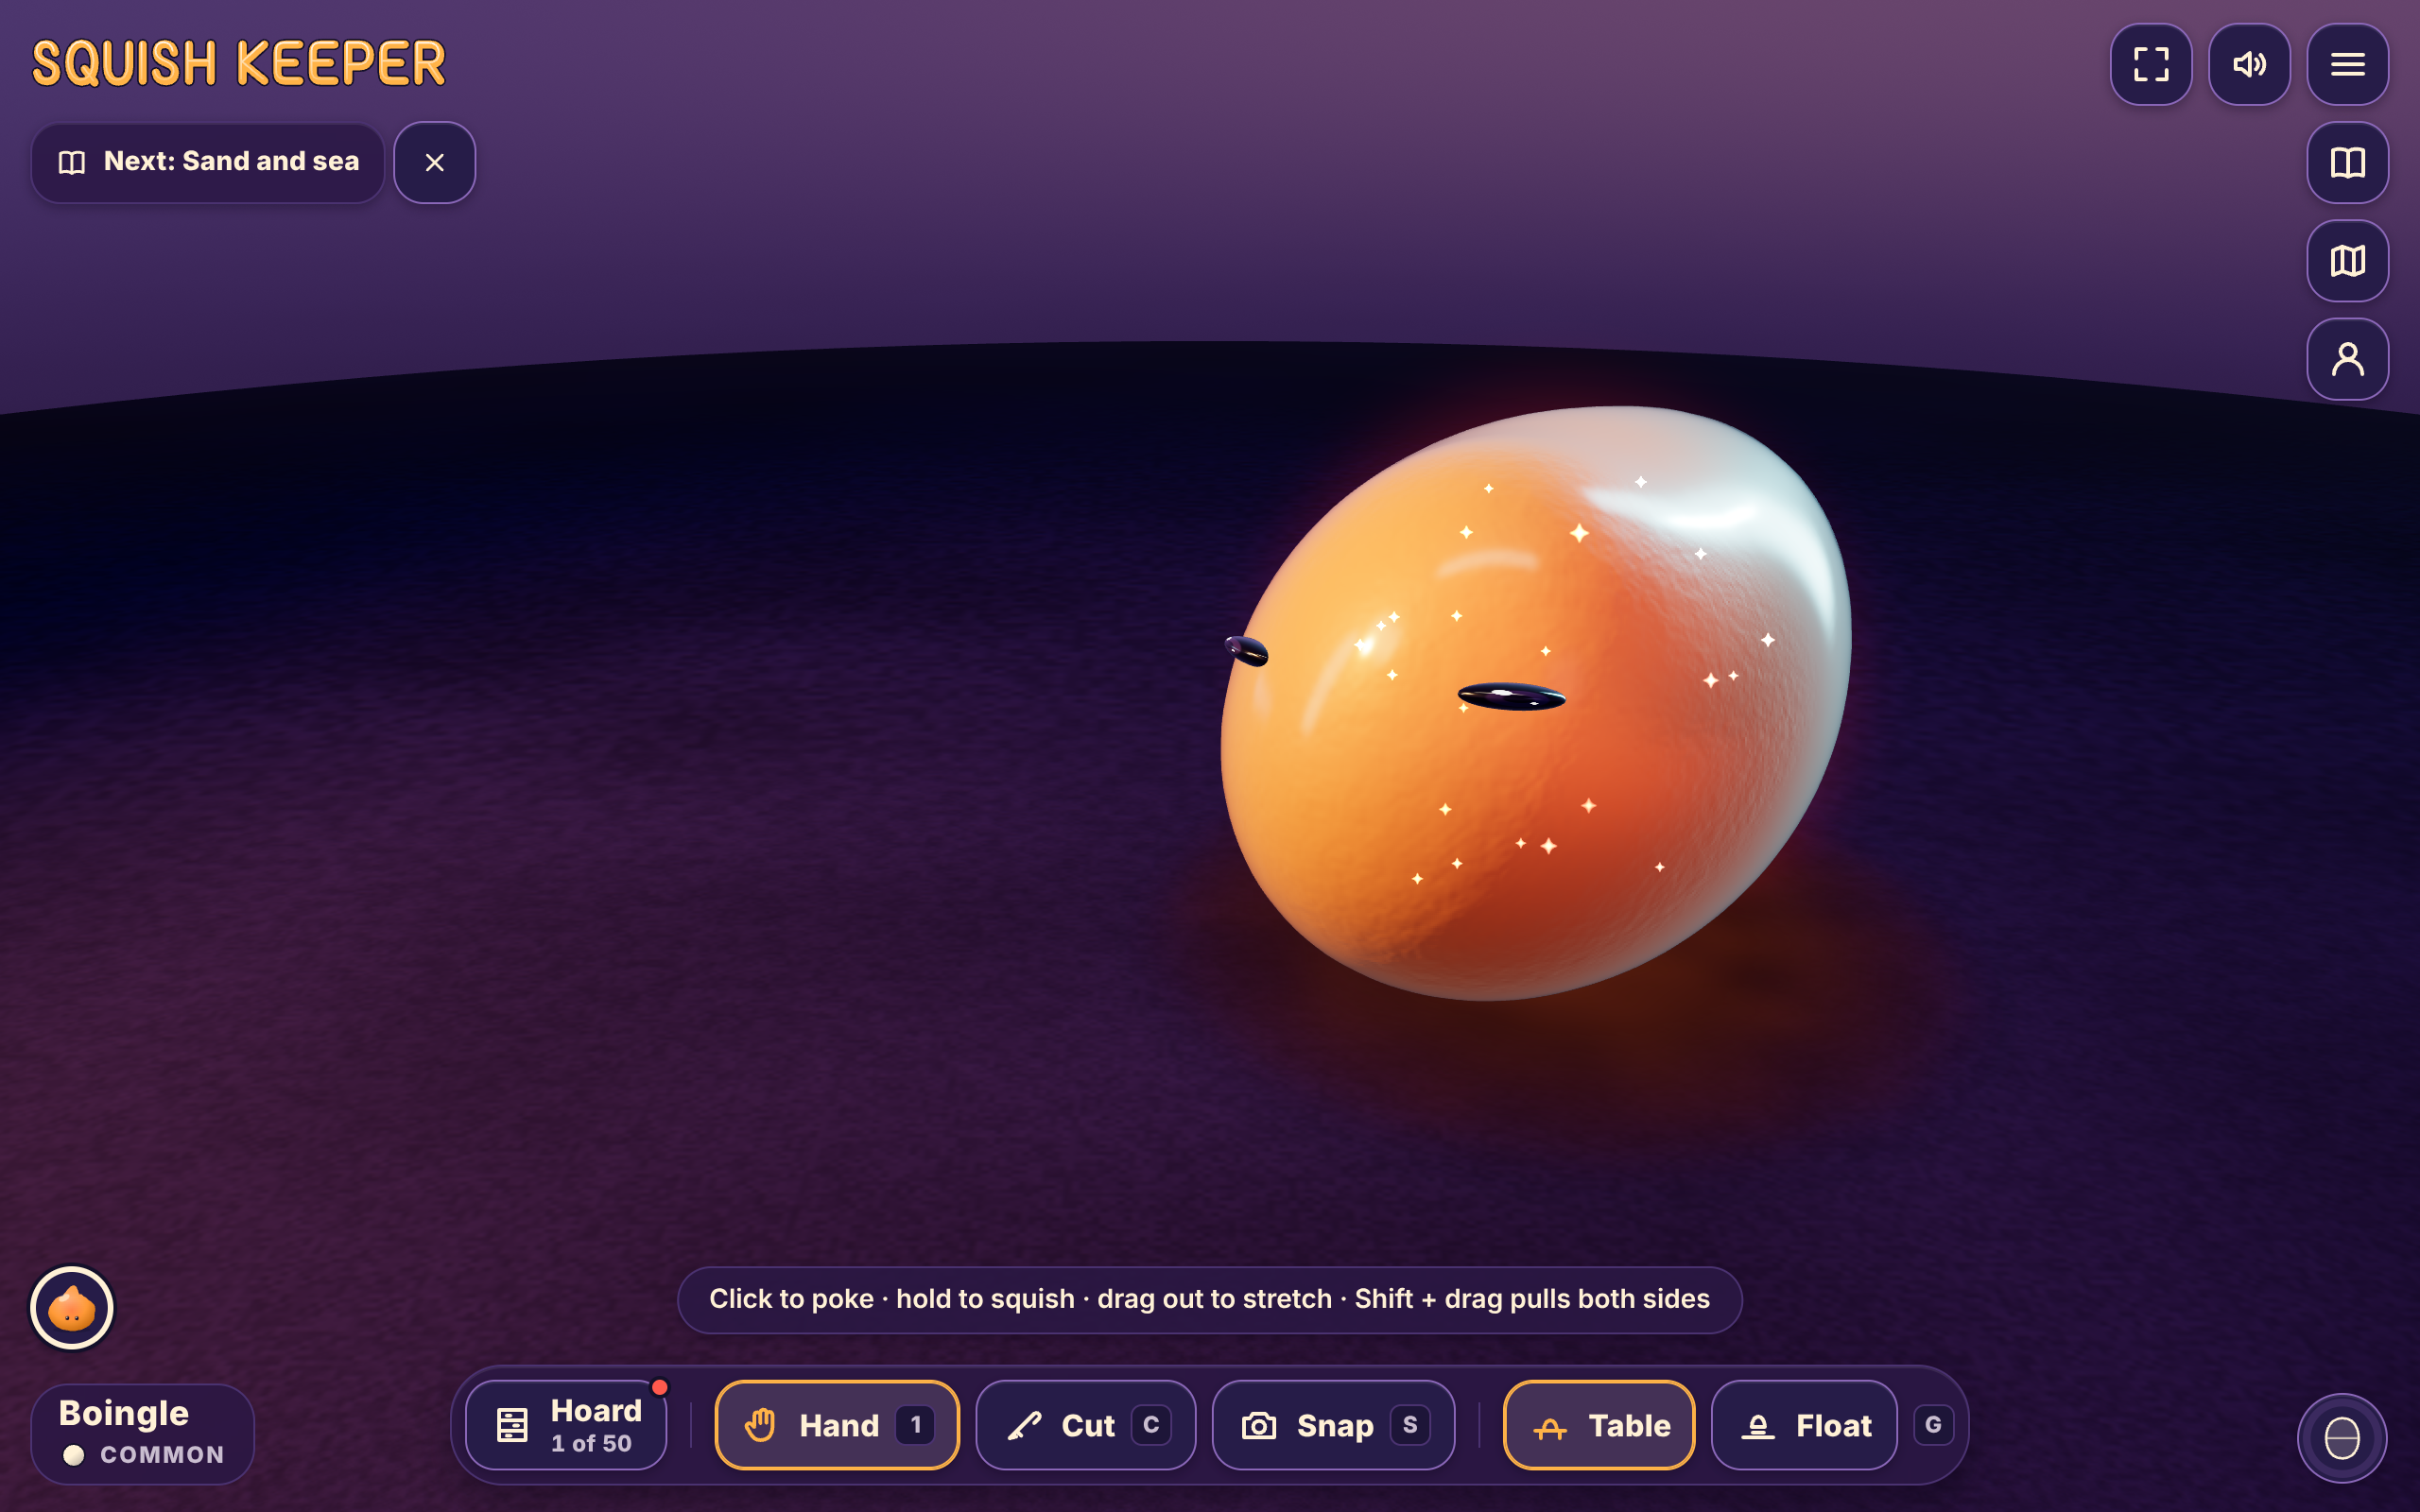 SQUISH KEEPER
Next: Sand and sea
Click to poke · hold to squish · drag out to stretch · Shift + drag pulls both sides
Boingle
COMMON
Hoard
1 of 50
Hand 1
Cut C
Snap S
Table
Float G